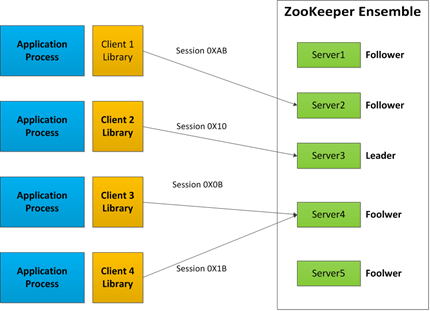 ZooKeeper Ensemble
Application
Process
Client 1
Library
Session 0XAB
Server1
Follower
Application
Process
Client 2
Library
Session 0X10
Server2
Follower
Server3
Leader
Application
Process
Client 3
Library
Session 0X0B
Server4
Foolwer
Application
Process
Client 4
Library
Session 0X1B
Server5
Foolwer